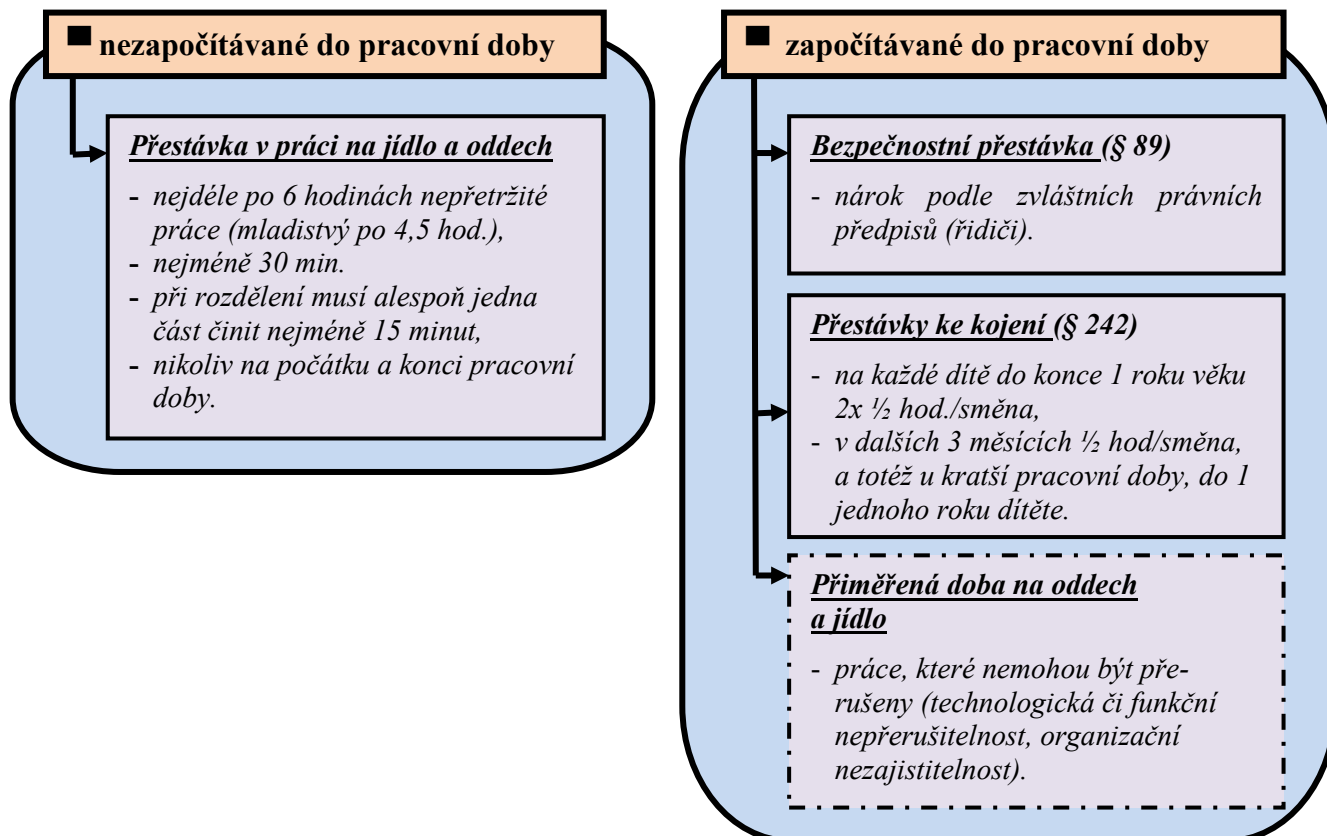 ■ nezapočítávané do pracovní doby
Přestávka v práci na jídlo a oddech
- nejdéle po 6 hodinách nepřetržité
práce (mladistvý po 4,5 hod.),
- nejméně 30 min.
- při rozdělení musí alespoň jedna
část činit nejméně 15 minut,
- nikoliv na počátku a konci pracovní
doby.
■ započítávané do pracovní doby
Bezpečnostní přestávka (§ 89)
- nárok podle zvláštních právních
předpisů (řidiči).
Přestávky ke kojení (§ 242)
- na každé dítě do konce 1 roku věku
2x ½ hod./směna,
- v dalších 3 měsících ½ hod/směna,
a totéž u kratší pracovní doby, do 1
jednoho roku dítěte.
Přiměřená doba na oddech
a jídlo
- práce, které nemohou být pře-
rušeny (technologická či funkční
nepřerušitelnost, organizační
nezajistitelnost).